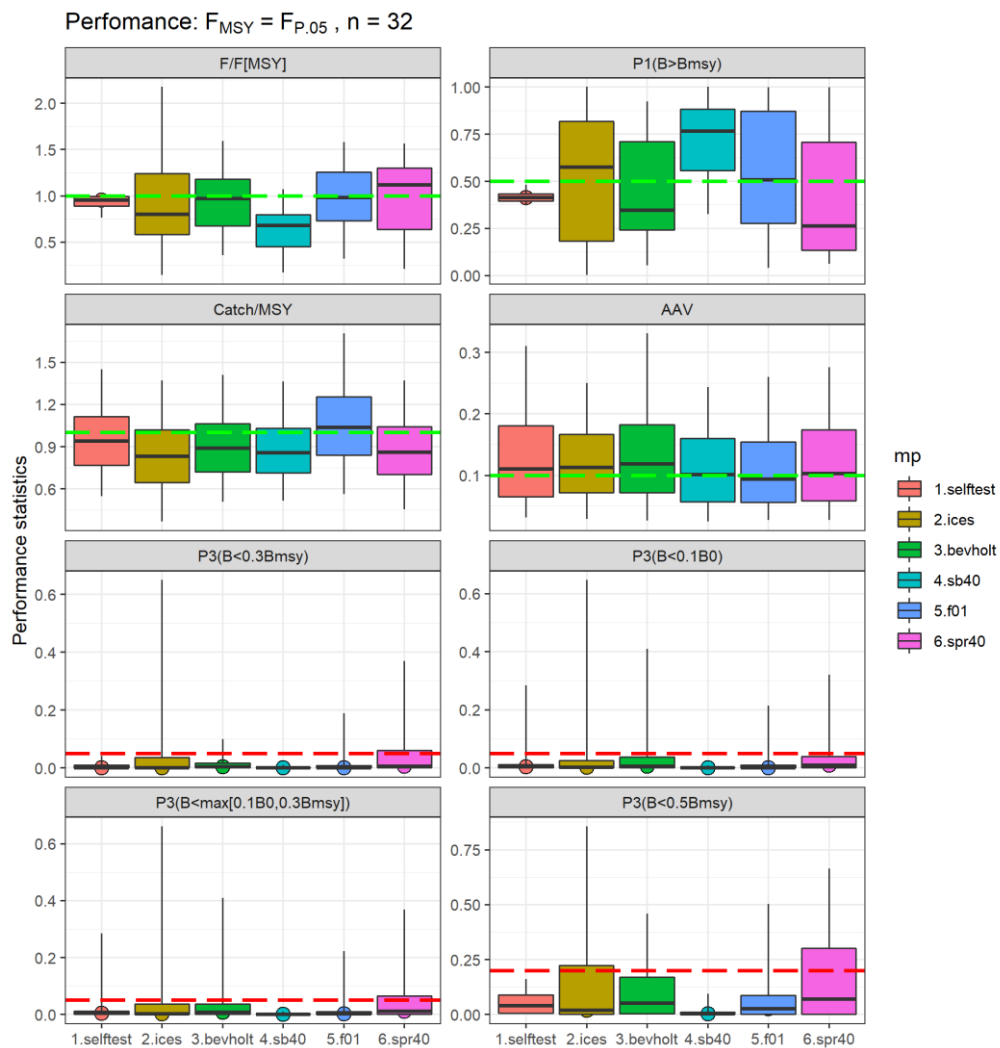 Perfomance: FMSY = FP.05 , n = 32
F/F[MSY]
P1(B>Bmsy)
2.0
1.5
1.0
0.5
1.00
0.75
0.50
0.25
0.00
Catch/MSY
AAV
1.5
1.2
0.9
0.6
0.3
0.2
0.1
Performance statistics
P3(B<0.3Bmsy)
P3(B<0.1B0)
0.6
0.4
0.2
0.0
0.6
0.4
0.2
0.0
P3(B<max[0.1B0,0.3Bmsy])
P3(B<0.5Bmsy)
0.6
0.4
0.2
0.0
0.75
0.50
0.25
0.00
1.selftest 2.ices 3.bevholt 4.sb40 5.f01 6.spr40
1.selftest 2.ices 3.bevholt 4.sb40 5.f01 6.spr40
mp
1.selftest
2.ices
3.bevholt
4.sb40
5.f01
6.spr40